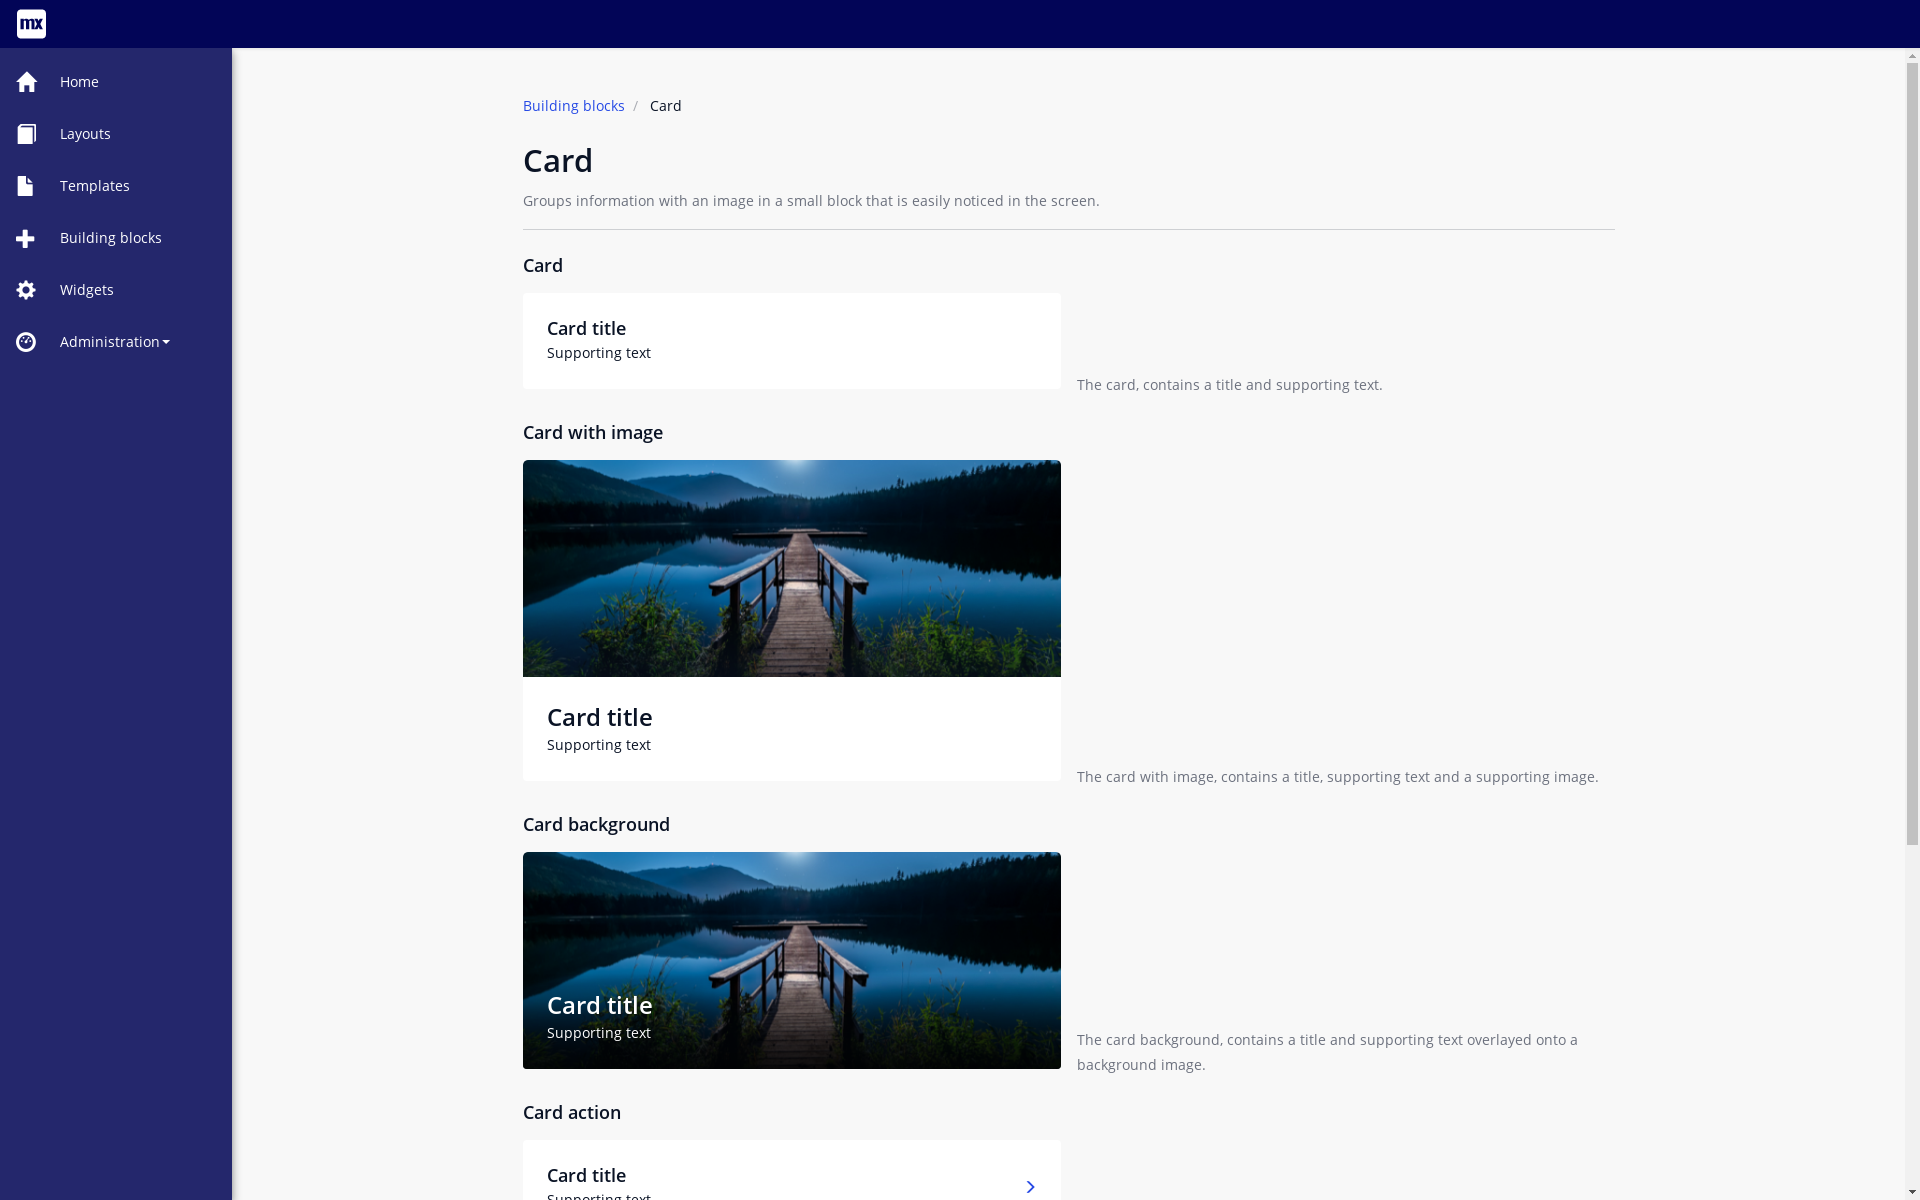 mx
Home
Layouts
Templates
Building blocks
Widgets
Administration
Building blocks / Card
Card
Groups information with an image in a small block that is easily noticed in the screen.
Card
Card title
Supporting text
The card, contains a title and supporting text.
Card with image
Card title
Supporting text
The card with image, contains a title, supporting text and a supporting image.
Card background
Card title
Supporting text
The card background, contains a title and supporting text overlayed onto a
background image.
Card action
Card title
Supporting text